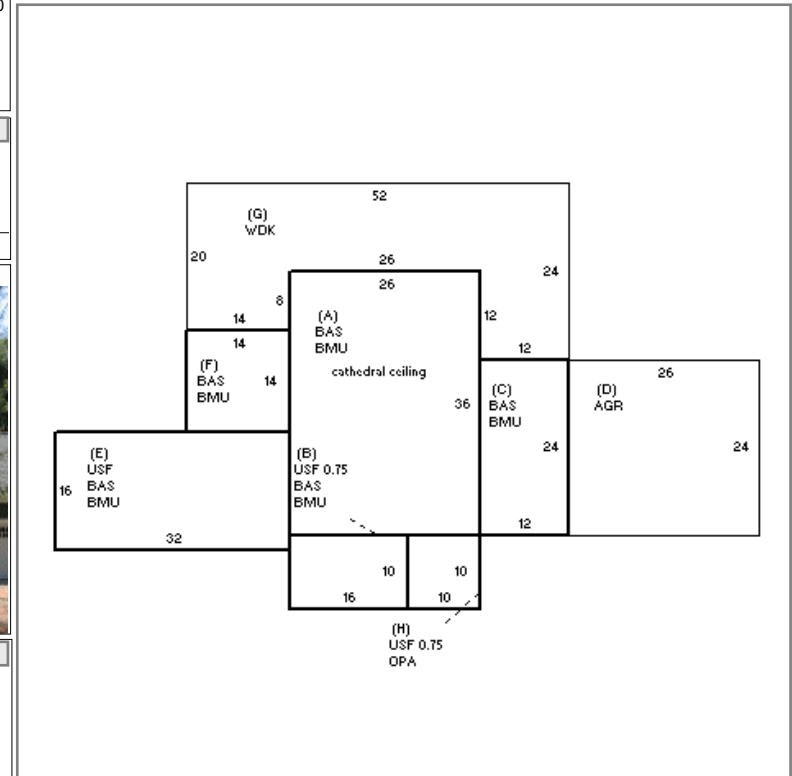 52
(G)
WDK
20
26
24
26
8
(A)
BAS
BMU
12
14
12
14
(F)
BAS
BMU
14
cathedral ceiling
26
(C)
BAS
BMU
(D)
AGR
36
24
24
(E)
USF
BAS
BMU
(B)
USF 0.75
BAS
BMU
16
12
32
10
10
16
10
(H)
USF 0.75
OPA